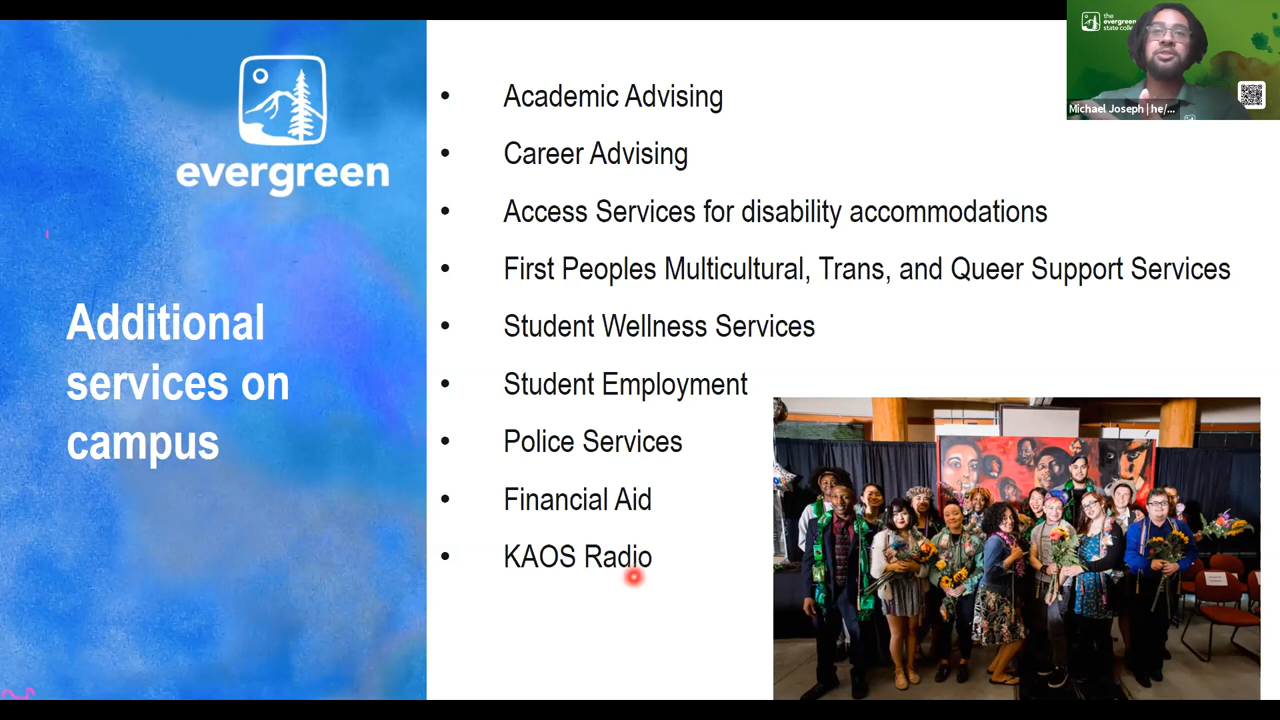 evergreen
Additional
services on
campus
• Academic Advising
• Career Advising
• Access Services for disability accommodations
• First Peoples Multicultural, Trans, and Queer Support Services
• Student Wellness Services
• Student Employment
• Police Services
• Financial Aid
• KAOS Radio
the
evergreen
state colle
Michael Joseph | he/...